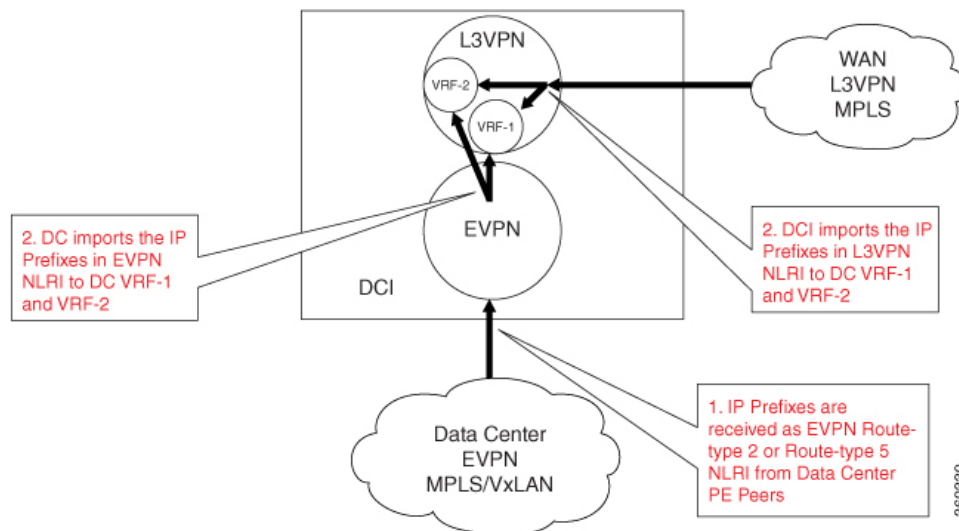 L3VPN
VRF-2
VRF-1
WAN
L3VPN
MPLS
EVPN
DCI
2. DC imports the IP
Prefixes in EVPN
NLRI to DC VRF-1
and VRF-2
2. DCI imports the IP
Prefixes in L3VPN
NLRI to DC VRF-1
and VRF-2
Data Center
EVPN
MPLS/VxLAN
1. IP Prefixes are
received as EVPN Route-
type 2 or Route-type 5
NLRI from Data Center
PE Peers